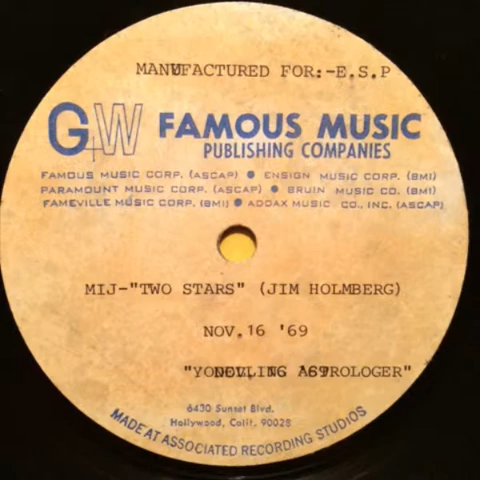 MANUFACTURED FOR:-E.S.P
G+W FAMOUS MUSIC
PUBLISHING COMPANIES
FAMOUS MUSIC CORP. (ASCAP) ● ENSIGN MUSIC CORP. (BMI)
PARAMOUNT MUSIC CORP. (ASCAP) ● BRUIN MUSIC CO. (BMI)
FAMEVILLE MUSIC CORP. (BMI) ● ADDAX MUSIC CO., INC. (ASCAP)
MIJ-"TWO STARS" (JIM HOLMBERG)
NOV.16 '69
"YODELLING ASTROLOGER"
6430 Sunset Blvd.
Hollywood, Calif. 90028
MADE AT ASSOCIATED RECORDING STUDIOS